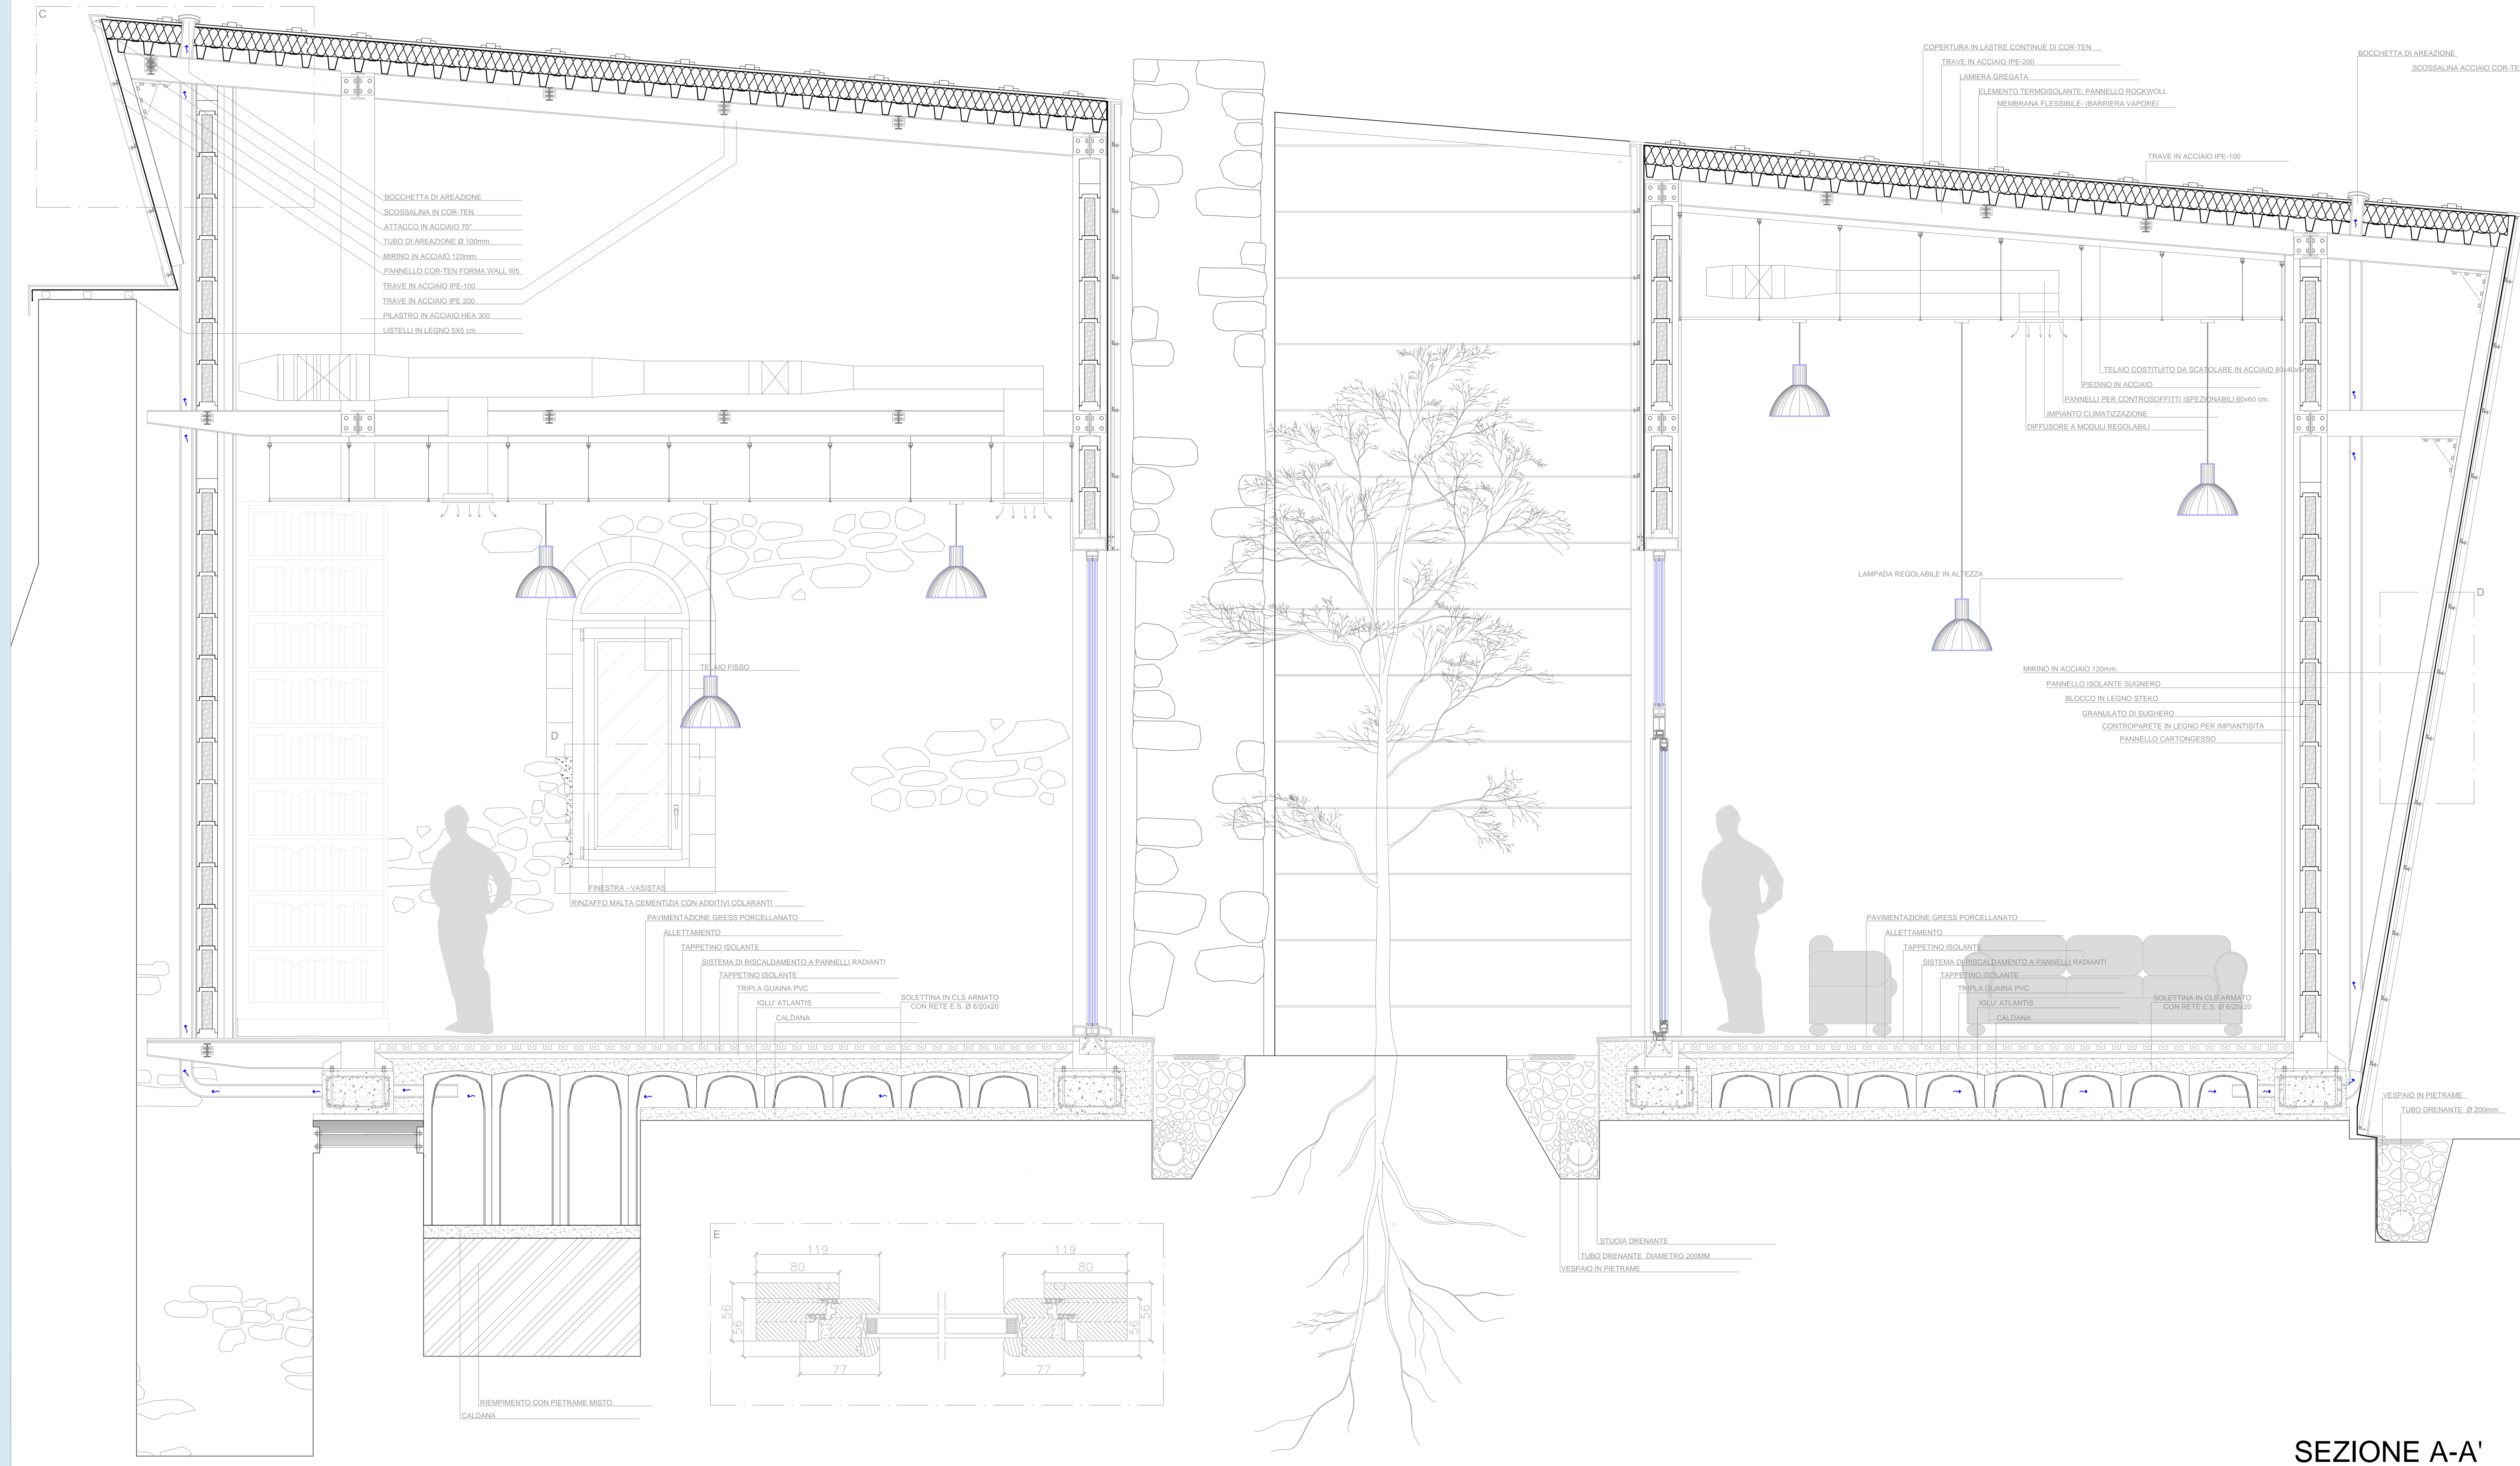 C
BOCCHETTA DI AREAZIONE
SCOSSALINA IN COR-TEN
ATTACCO IN ACCIAIO 70°
TUBO DI AREAZIONE Ø 100mm.
MIRINO IN ACCIAIO 120mm.
PANNELLO COR-TEN FORMA WALL W5
TRAVE IN ACCIAIO IPE-100
TRAVE IN ACCIAIO IPE 200
PILASTRO IN ACCIAIO HEA 300
LISTELLI IN LEGNO 5X5 cm
COPERTURA IN LASTRE CONTINUE DI COR-TEN
TRAVE IN ACCIAIO IPE-200
LAMIERA GREGATA
ELEMENTO TERMOISOLANTE: PANNELLO ROCKWOLL
MEMBRANA FLESSIBILE- (BARRIERA VAPORE)
TRAVE IN ACCIAIO IPE-100
BOCCHETTA DI AREAZIONE
SCOSSALINA ACCIAIO COR-TE
TELAIO COSTITUITO DA SCATOLARE IN ACCIAIO 80x40x5mm.
PIEDINO IN ACCIAIO
PANNELLI PER CONTROSOFFITTI ISPEZIONABILI 60x60 cm.
IMPIANTO CLIMATIZZAZIONE
DIFFUSORE A MODULI REGOLABILI
LAMPADA REGOLABILE IN ALTEZZA
D
MIRINO IN ACCIAIO 120mm.
PANNELLO ISOLANTE SUGNERO
BLOCCO IN LEGNO STEKO
GRANULATO DI SUGHERO
CONTROPARETE IN LEGNO PER IMPIANTISITA
PANNELLO CARTONGESSO
TELAIO FISSO
D
FINESTRA - VASISTAS
RINZAFFO MALTA CEMENTIZIA CON ADDITIVI COLARANTI
PAVIMENTAZIONE GRESS PORCELLANATO
ALLETTAMENTO
TAPPETINO ISOLANTE
SISTEMA DI RISCALDAMENTO A PANNELLI RADIANTI
TAPPETINO ISOLANTE
TRIPLA GUAINA PVC
IGLU' ATLANTIS
CALDANA
SOLETTINA IN CLS ARMATO
CON RETE E.S. Ø 6/20x20
PAVIMENTAZIONE GRESS PORCELLANATO
ALLETTAMENTO
TAPPETINO ISOLANTE
SISTEMA DI RISCALDAMENTO A PANNELLI RADIANTI
TAPPETINO ISOLANTE
TRIPLA GUAINA PVC
IGLU' ATLANTIS
CALDANA
SOLETTINA IN CLS ARMATO
CON RETE E.S. Ø 6/20x20
VESPAIO IN PIETRAME
TUBO DRENANTE Ø 200mm.
STUOIA DRENANTE
TUBO DRENANTE DIAMETRO 200MM
VESPAIO IN PIETRAME
E
119
80
56
56
77
119
80
56
56
77
RIEMPIMENTO CON PIETRAME MISTO.
CALDANA
SEZIONE A-A'